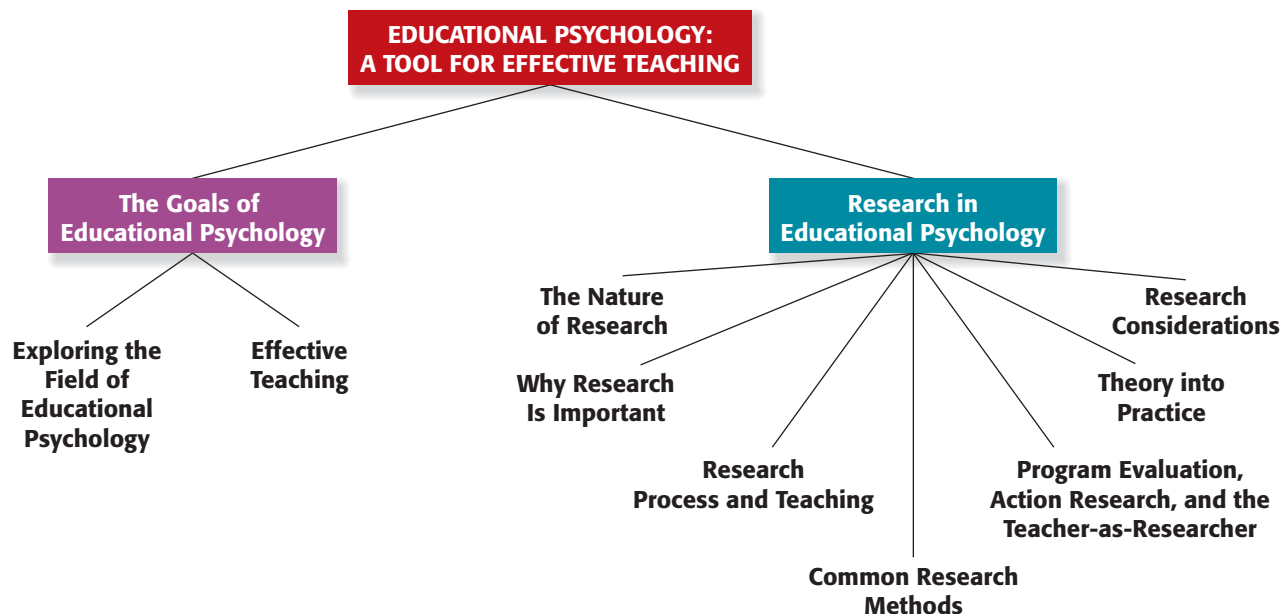 EDUCATIONAL PSYCHOLOGY:
A TOOL FOR EFFECTIVE TEACHING
The Goals of
Educational Psychology
Exploring the
Field of
Educational
Psychology
Effective
Teaching
Research in
Educational Psychology
The Nature
of Research
Why Research
Is Important
Research
Process and Teaching
Common Research
Methods
Program Evaluation,
Action Research, and the
Teacher-as-Researcher
Theory into
Practice
Research
Considerations